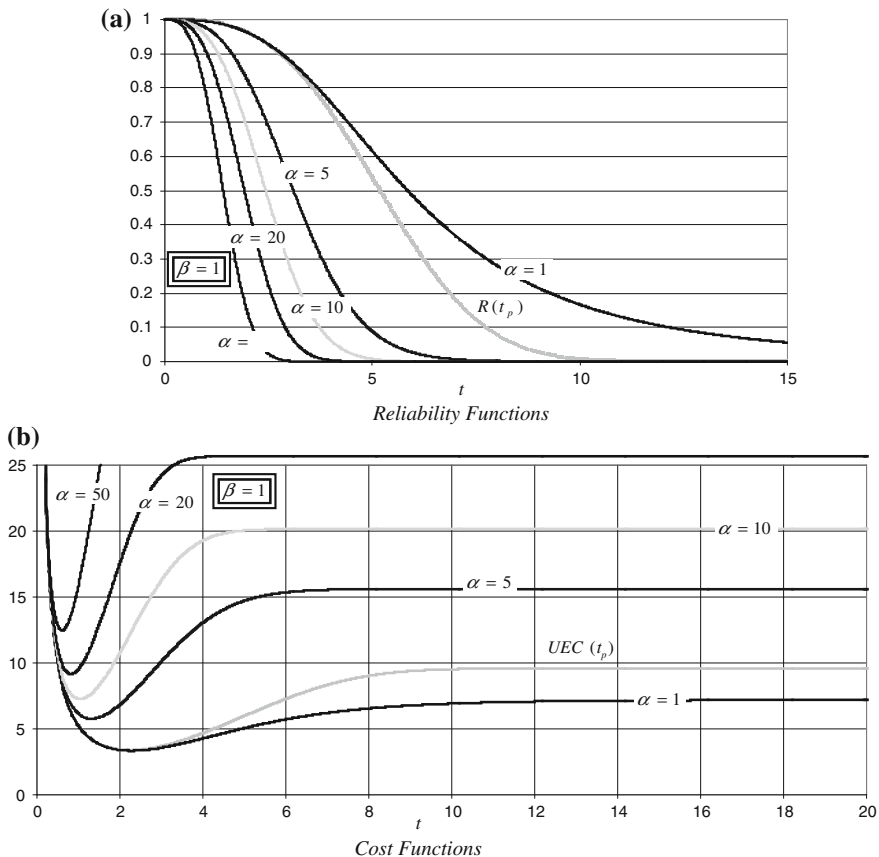 (a)
1
0.9
0.8
0.7
0.6
0.5
0.4
0.3
0.2
0.1
0
α = 5
α = 20
β = 1
α = 10
α =
α = 1
R(t_p)
0 5 10 15
t
Reliability Functions
(b)
25
20
15
10
5
0
α = 50
α = 20
β = 1
α = 10
α = 5
UEC (t_p)
α = 1
0 2 4 6 8 10 12 14 16 18 20
t
Cost Functions